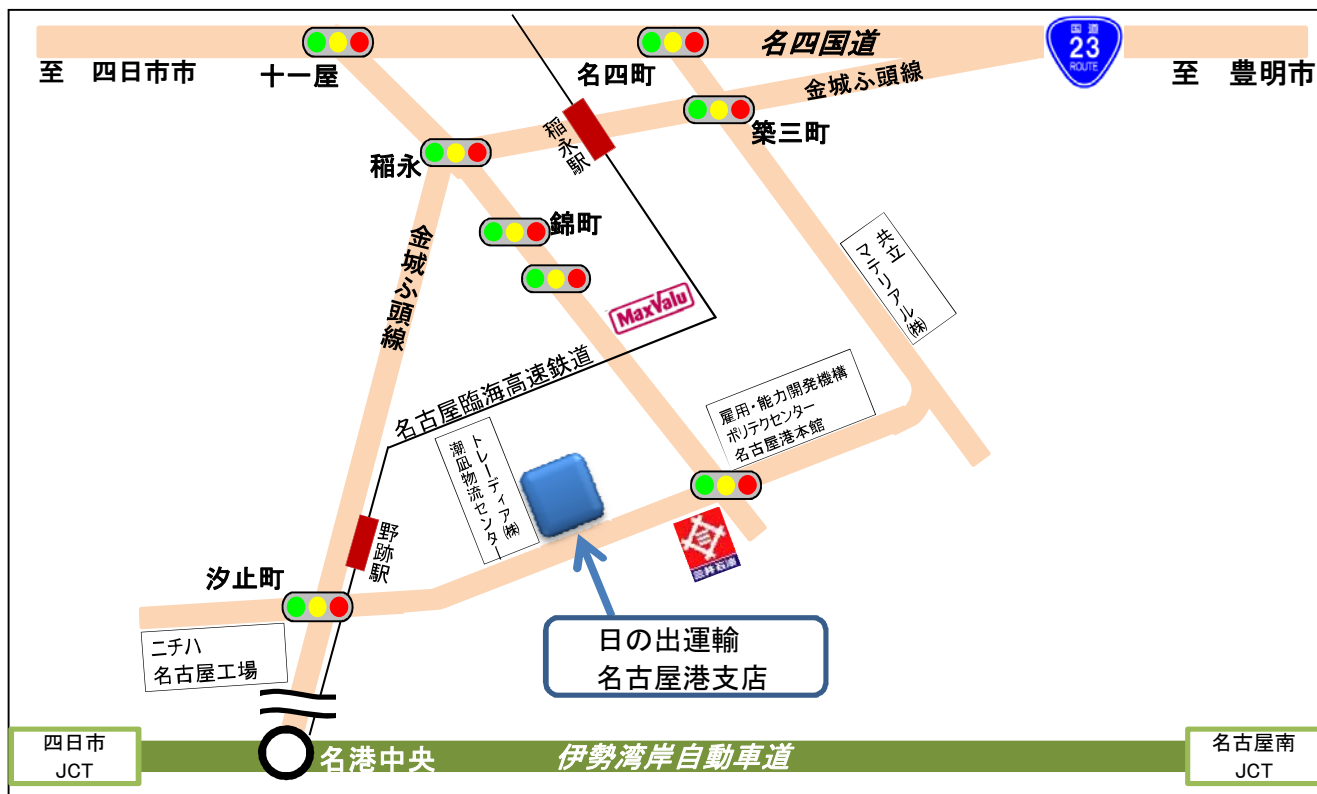 名四国道
国道
23
ROUTE
至 四日市市
十一屋
名四町
金城ふ頭線
至 豊明市
築三町
稲永
稲永駅
錦町
金城ふ頭線
共立
マテリアル㈱
MaxValu
名古屋臨海高速鉄道
雇用・能力開発機構
ポリテクセンター
名古屋港本館
トレーディア㈱
潮凪物流センター
野跡駅
三井倉庫
汐止町
日の出運輸
名古屋港支店
ニチハ
名古屋工場
四日市
JCT
名港中央
伊勢湾岸自動車道
名古屋南
JCT